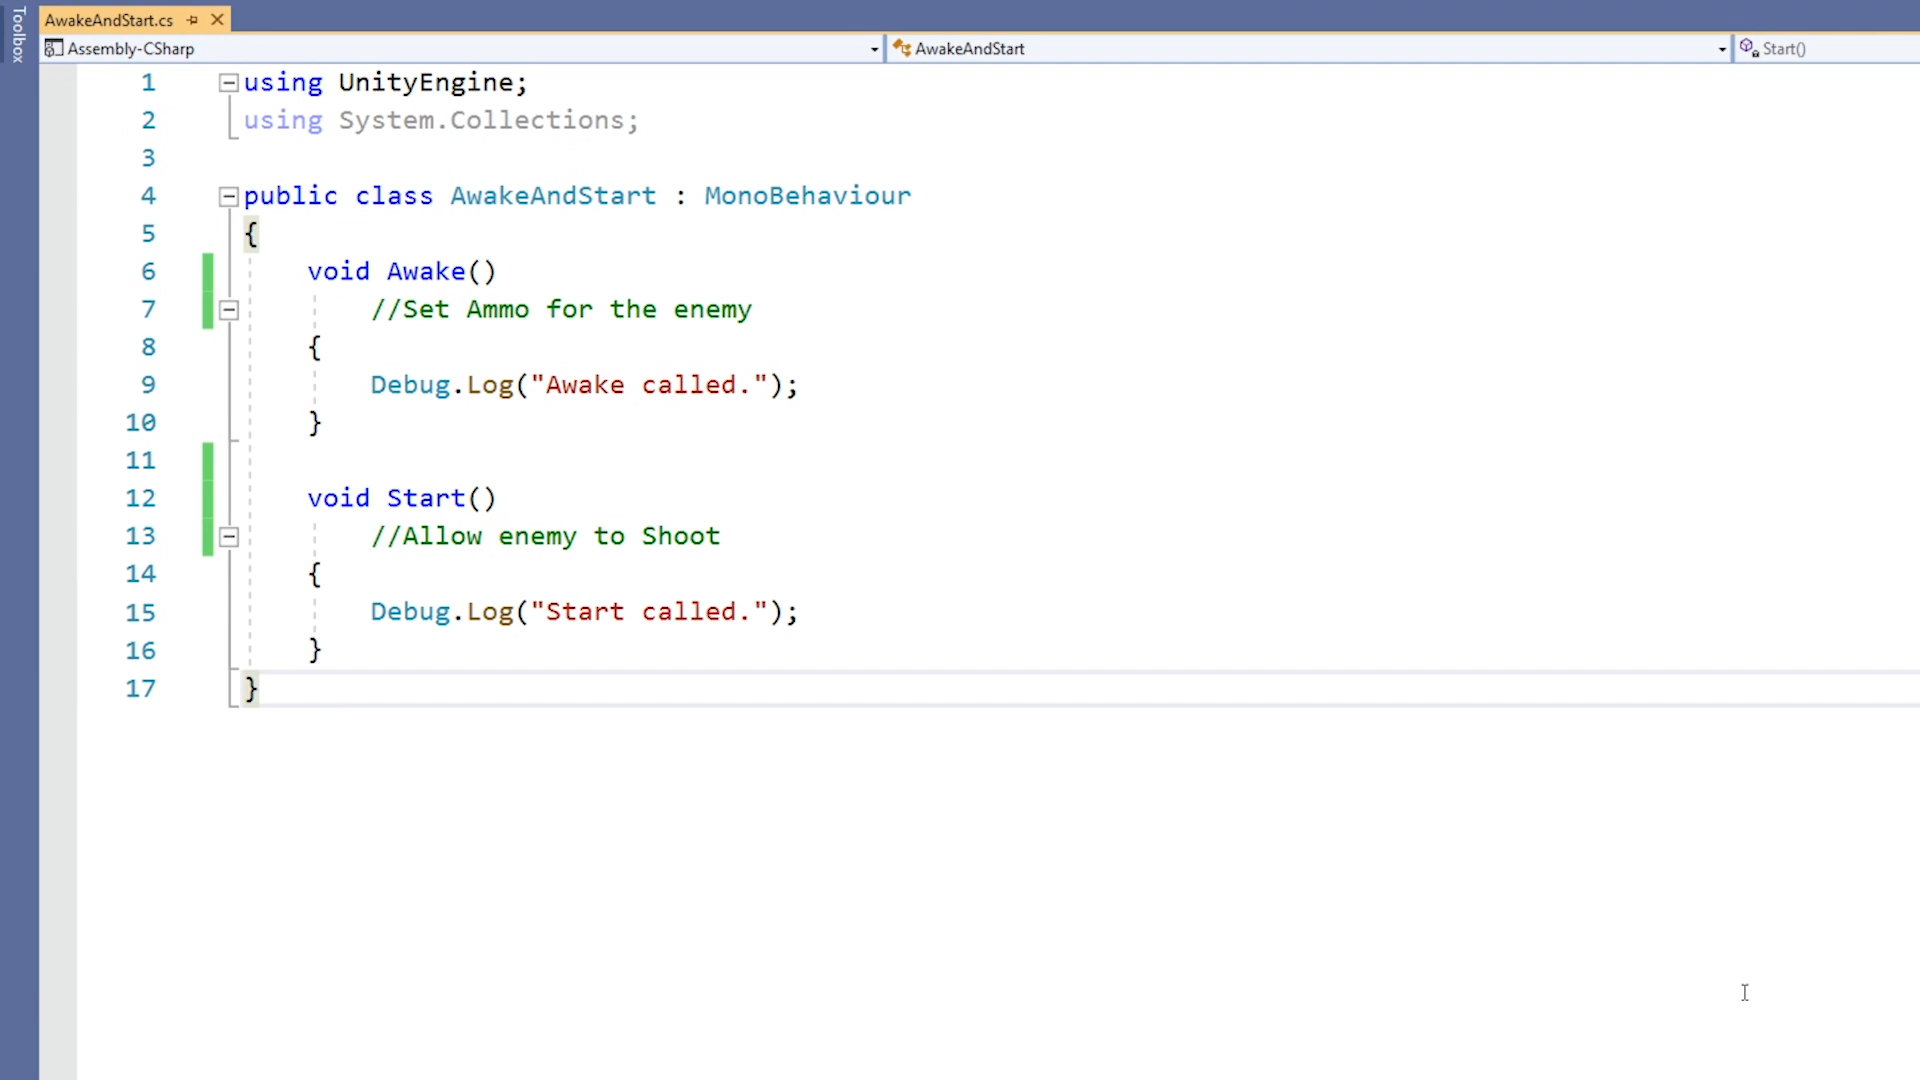 Toolbox
AwakeAndStart.cs
Assembly-CSharp AwakeAndStart Start()
1 using UnityEngine;
2 using System.Collections;
3
4 public class AwakeAndStart : MonoBehaviour
5 {
6 void Awake()
7 //Set Ammo for the enemy
8 {
9 Debug.Log("Awake called.");
10 }
11
12 void Start()
13 //Allow enemy to Shoot
14 {
15 Debug.Log("Start called.");
16 }
17 }